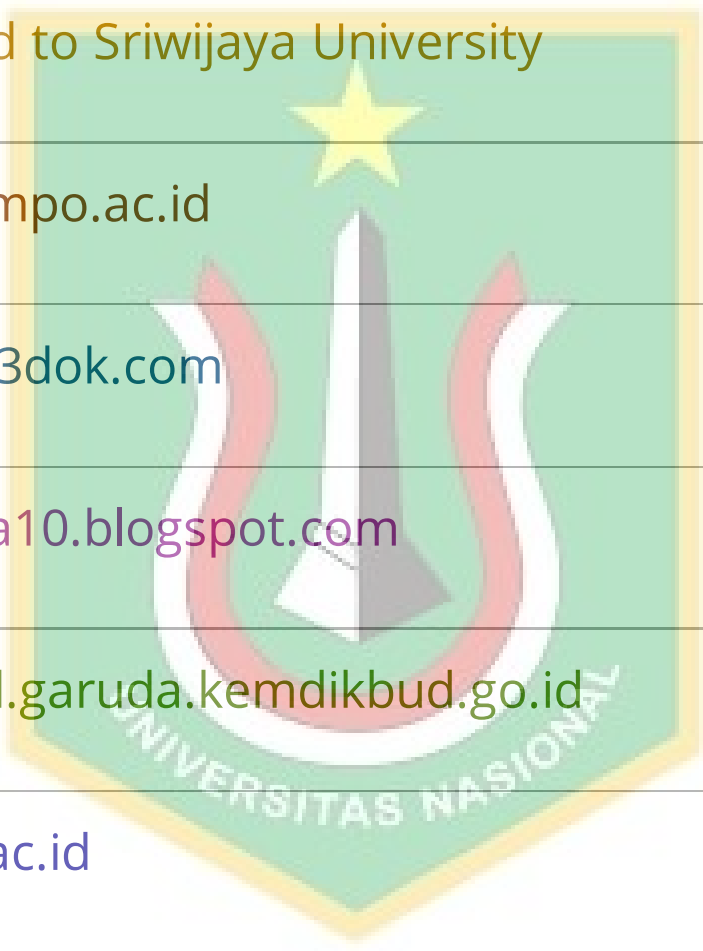 d to Sriwijaya University
mpo.ac.id
3dok.com
a10.blogspot.com
l.garuda.kemdikbud.go.id
UNIVERSITAS NASIONAL
ac.id